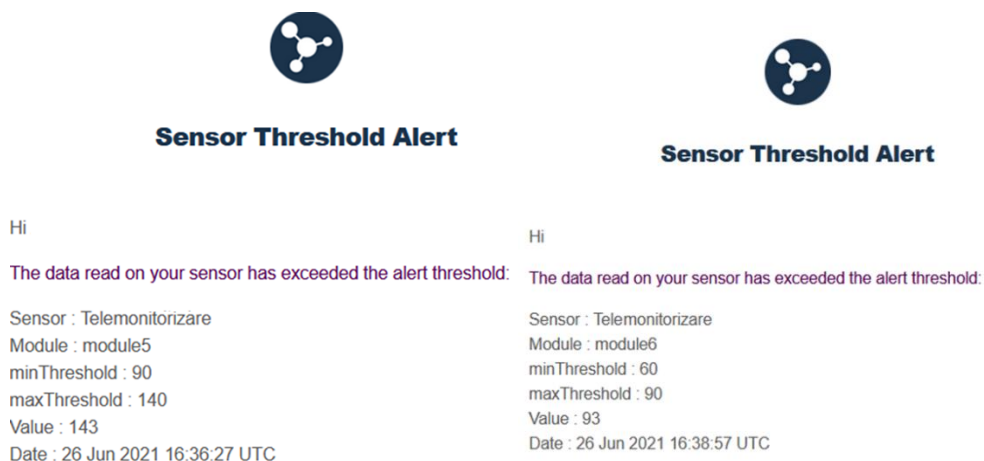 Sensor Threshold Alert
Hi
The data read on your sensor has exceeded the alert threshold:
Sensor : Telemonitorizare
Module : module5
minThreshold : 90
maxThreshold : 140
Value : 143
Date : 26 Jun 2021 16:36:27 UTC
Sensor Threshold Alert
Hi
The data read on your sensor has exceeded the alert threshold:
Sensor : Telemonitorizare
Module : module6
minThreshold : 60
maxThreshold : 90
Value : 93
Date : 26 Jun 2021 16:38:57 UTC